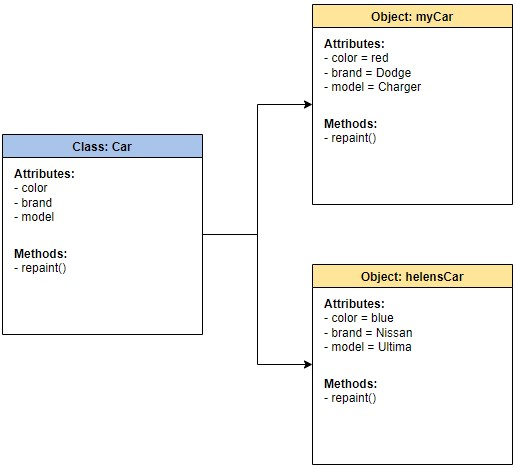 Class: Car
Attributes:
- color
- brand
- model
Methods:
- repaint()
Object: myCar
Attributes:
- color = red
- brand = Dodge
- model = Charger
Methods:
- repaint()
Object: helensCar
Attributes:
- color = blue
- brand = Nissan
- model = Ultima
Methods:
- repaint()